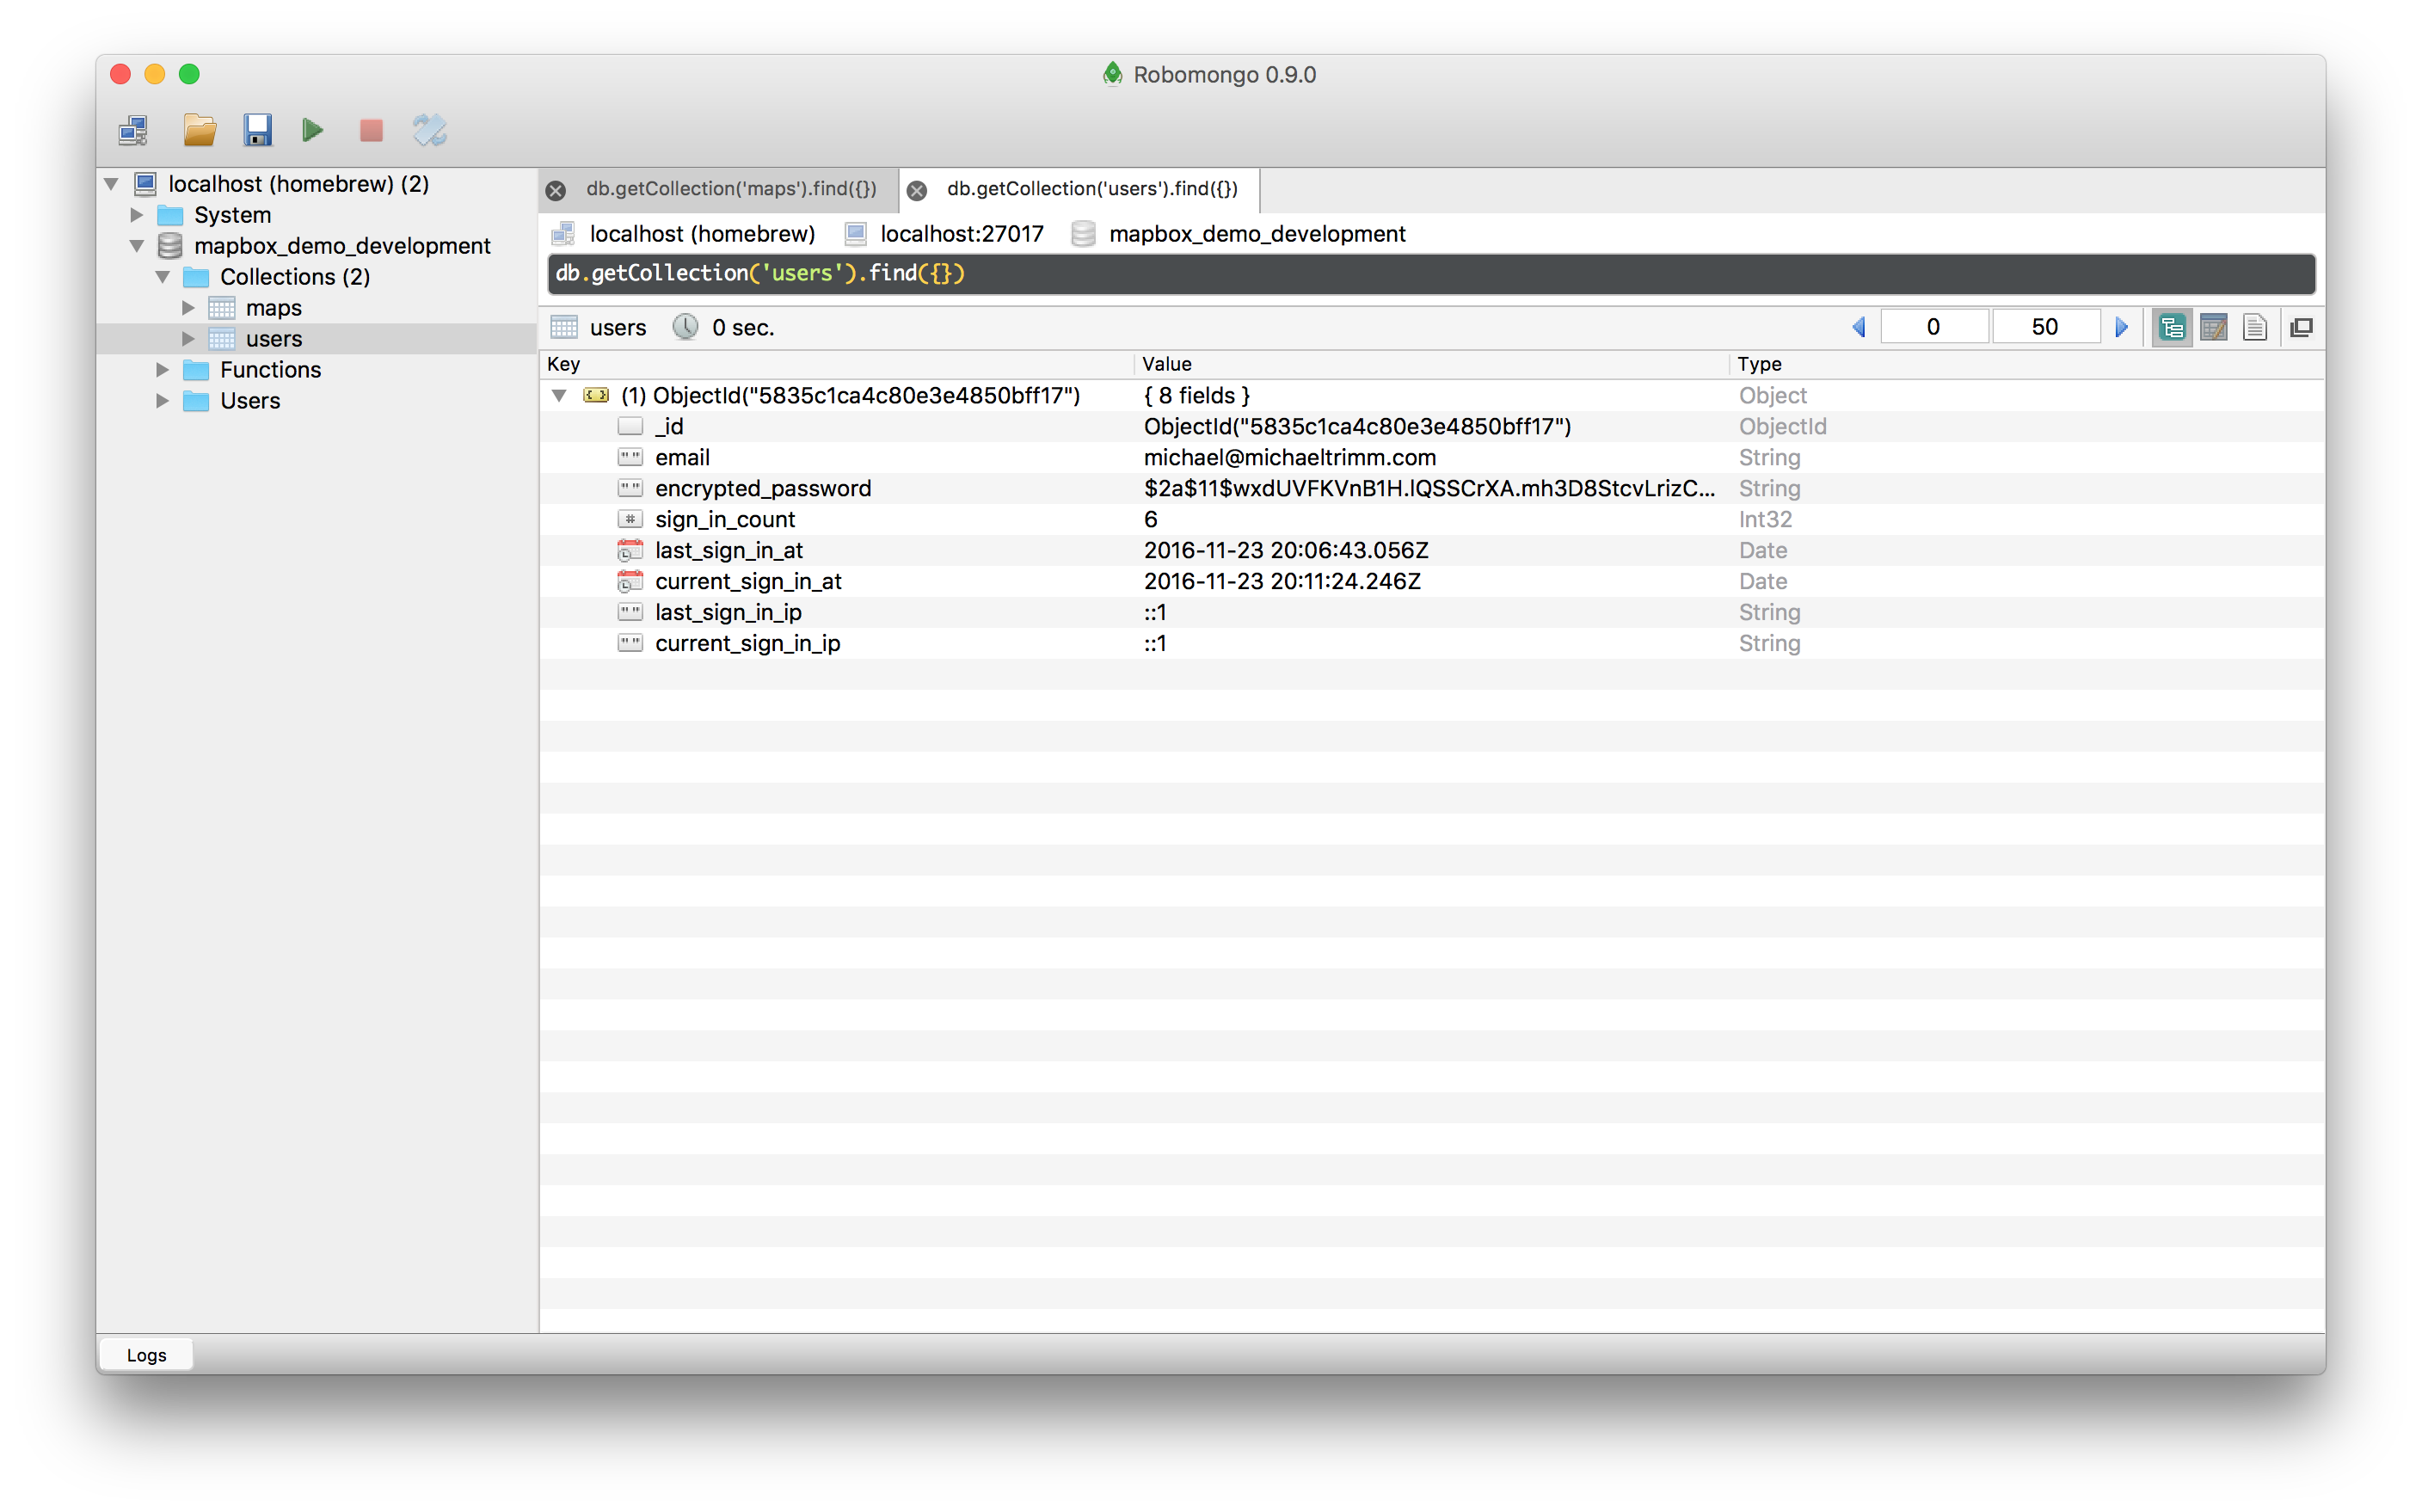 Robomongo 0.9.0
localhost (homebrew) (2)
System
mapbox_demo_development
Collections (2)
maps
users
Functions
Users
db.getCollection('maps').find({})
db.getCollection('users').find({})
localhost (homebrew) localhost:27017 mapbox_demo_development
db.getCollection('users').find({})
users 0 sec. 0 50
Key Value Type
(1) ObjectId("5835c1ca4c80e3e4850bff17") { 8 fields } Object
_id ObjectId("5835c1ca4c80e3e4850bff17") ObjectId
email michael@michaeltrimm.com String
encrypted_password $2a$11$wxdUVFKVnB1H.lQSSCrXA.mh3D8StcvLrizC... String
sign_in_count 6 Int32
last_sign_in_at 2016-11-23 20:06:43.056Z Date
current_sign_in_at 2016-11-23 20:11:24.246Z Date
last_sign_in_ip ::1 String
current_sign_in_ip ::1 String
Logs